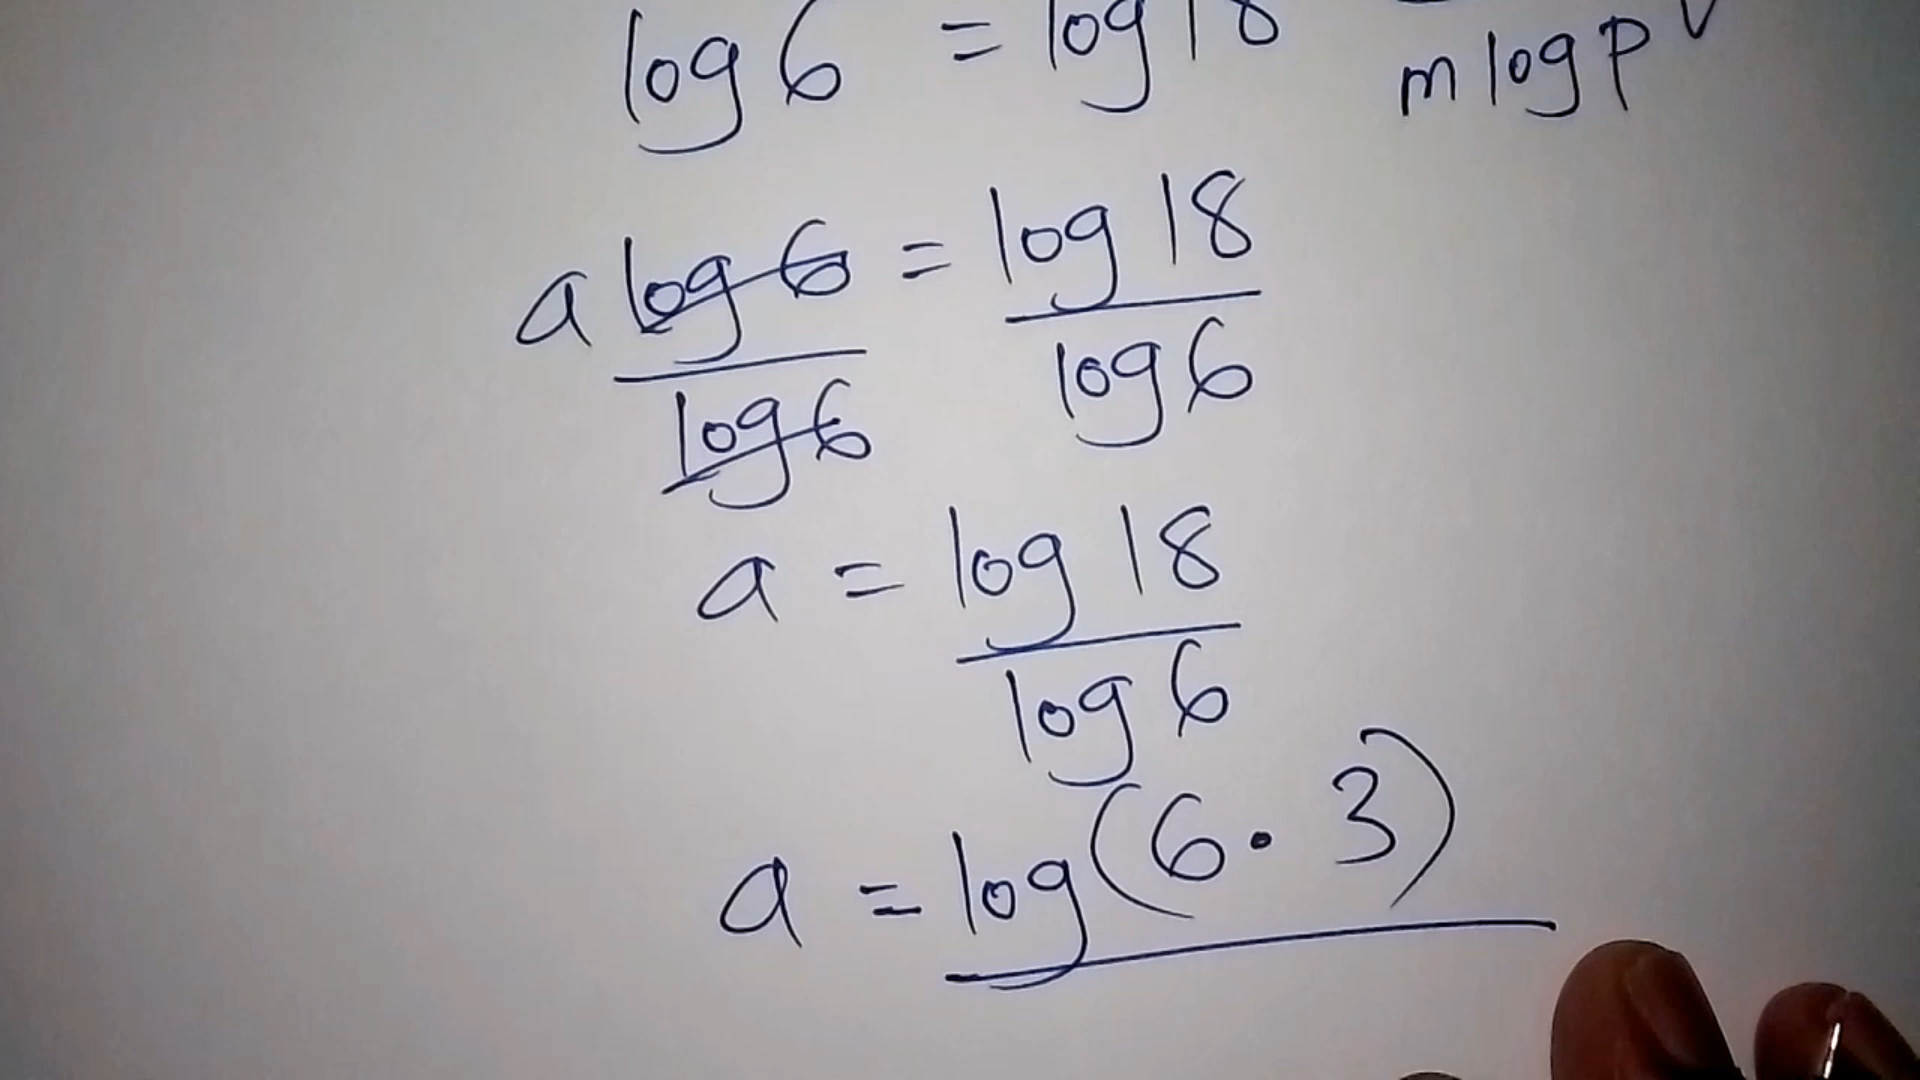 log 6 = log 18
m log p
a log 6 = log 18
log 6 log 6
a = log 18
log 6
a = log (6 · 3)